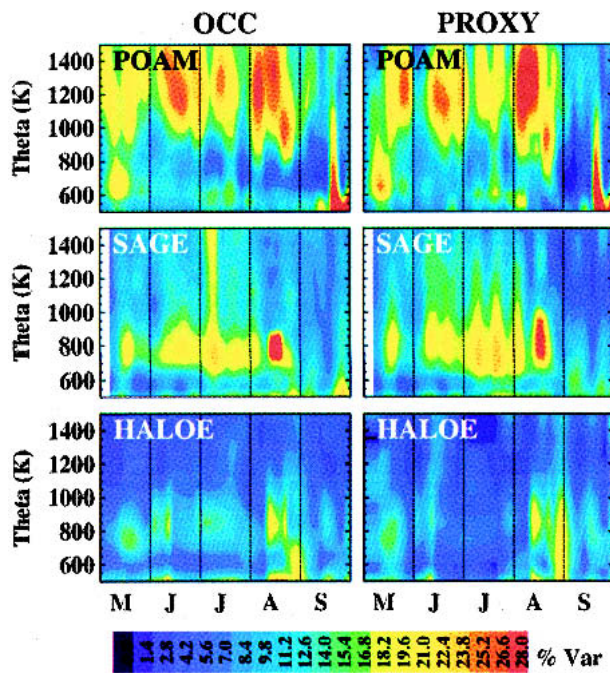 OCC PROXY
POAM POAM
Theta (K)
1400
1200
1000
800
600
SAGE SAGE
Theta (K)
1400
1200
1000
800
600
HALOE HALOE
Theta (K)
1400
1200
1000
800
600
M J J A S M J J A S
1.4 2.8 4.2 5.6 7.0 8.4 9.8 11.2 12.6 14.0 15.4 16.8 18.2 19.6 21.0 22.4 23.8 25.2 26.6 28.0 % Var